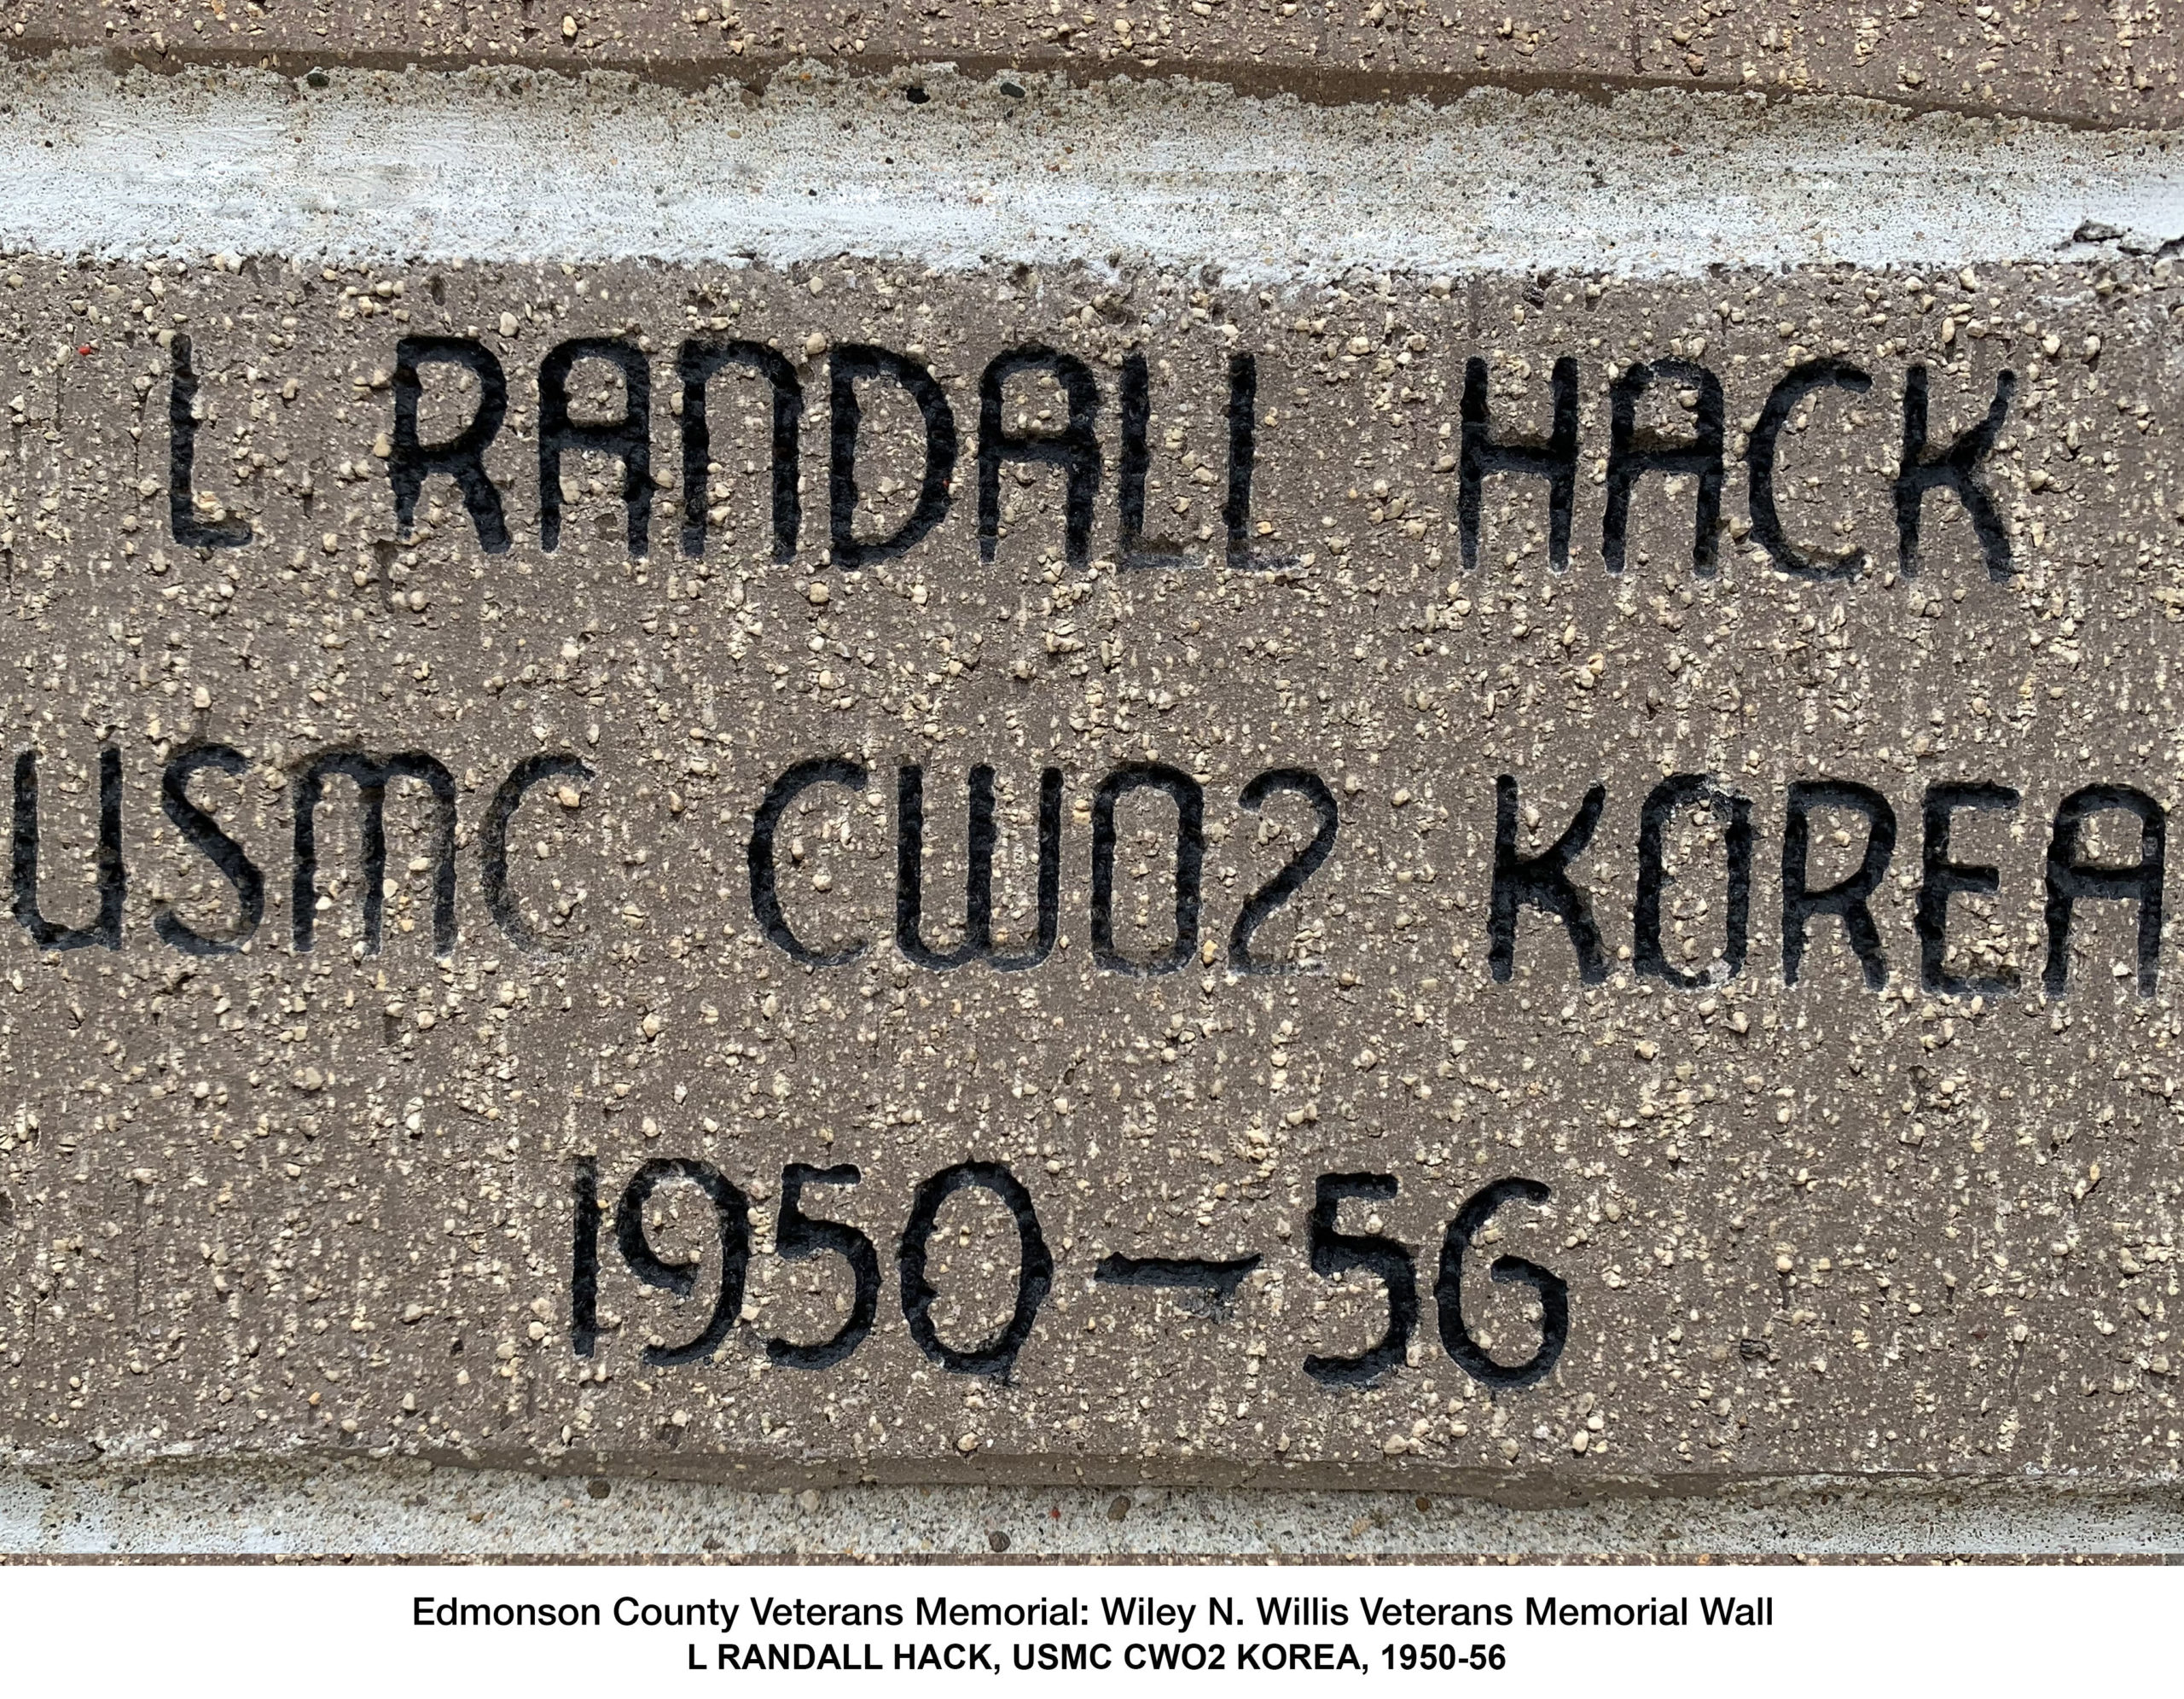 L RANDALL HACK
USMC CWO2 KOREA
1950-56
Edmonson County Veterans Memorial: Wiley N. Willis Veterans Memorial Wall
L RANDALL HACK, USMC CWO2 KOREA, 1950-56